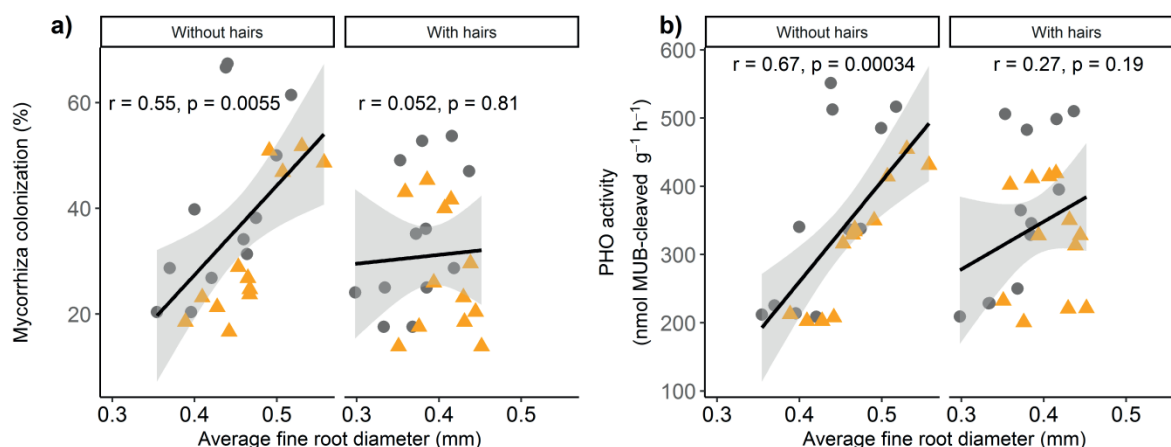 a)
Without hairs
With hairs
r = 0.55, p = 0.0055
r = 0.052, p = 0.81
Mycorrhiza colonization (%)
60
40
20
0.3 0.4 0.5 0.3 0.4 0.5
Average fine root diameter (mm)
b)
Without hairs
With hairs
r = 0.67, p = 0.00034
r = 0.27, p = 0.19
PHO activity
(nmol MUB-cleaved g⁻¹ h⁻¹)
600
500
400
300
200
100
0.3 0.4 0.5 0.3 0.4 0.5
Average fine root diameter (mm)